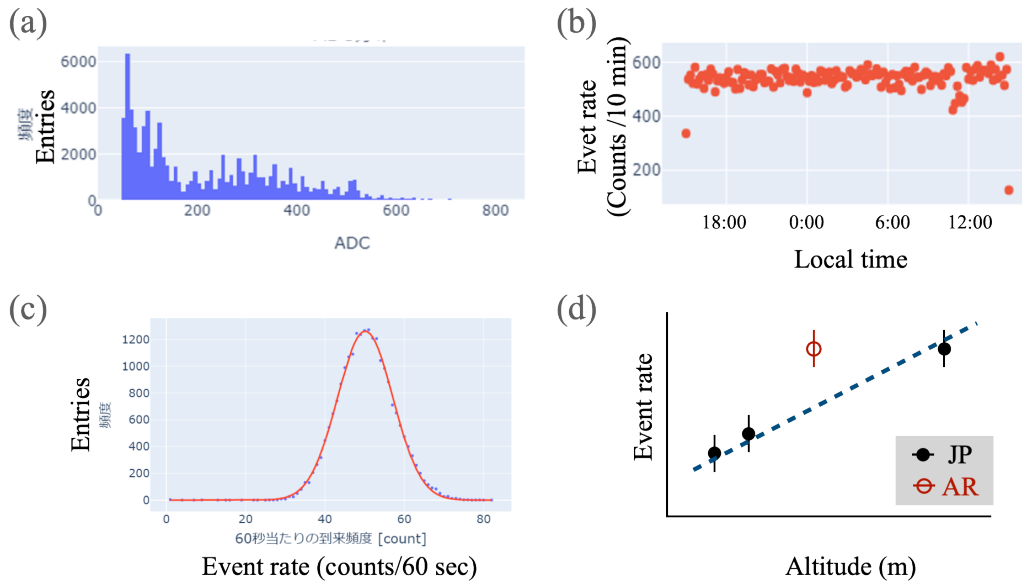 (a)
6000
4000
2000
0
頻度
Entries
0 200 400 600 800
ADC
(b)
600
400
200
Evet rate
(Counts /10 min)
18:00 0:00 6:00 12:00
Local time
(c)
1200
1000
800
600
400
200
0
Entries
頻度
0 20 40 60 80
60秒当たりの到来頻度 [count]
Event rate (counts/60 sec)
(d)
Event rate
JP
AR
Altitude (m)